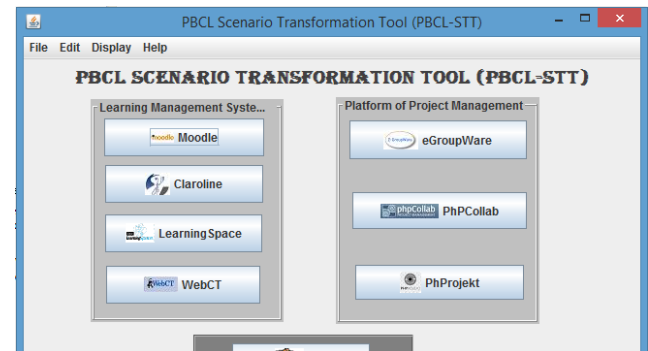 PBCL Scenario Transformation Tool (PBCL-STT)
File Edit Display Help
PBCL SCENARIO TRANSFORMATION TOOL (PBCL-STT)
Learning Management Syste...
moodle Moodle
Claroline
LearningSpace
WebCT WebCT
Platform of Project Management
eGroupWare
phpCollab PhPCollab
PhProjekt